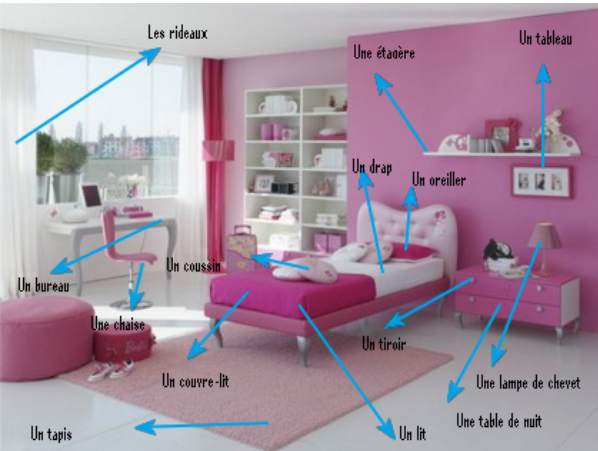 Les rideaux
Un tableau
Une étagère
Un drap
Un oreiller
Un coussin
Un bureau
Une chaise
Un tiroir
Un couvre-lit
Une lampe de chevet
Une table de nuit
Un tapis
Un lit